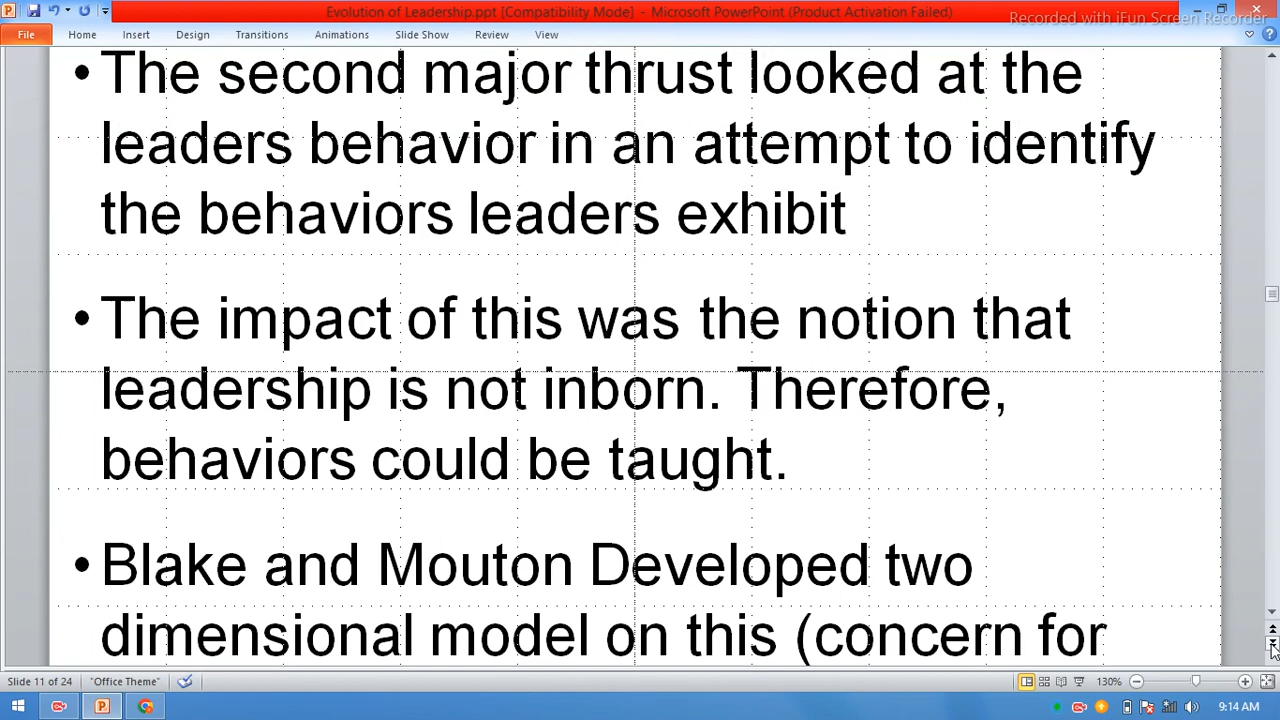 Evolution of Leadership.ppt [Compatibility Mode] - Microsoft PowerPoint (Product Activation Failed)
Recorded with iFun Screen Recorder
File Home Insert Design Transitions Animations Slide Show Review View
• The second major thrust looked at the
leaders behavior in an attempt to identify
the behaviors leaders exhibit
• The impact of this was the notion that
leadership is not inborn. Therefore,
behaviors could be taught.
• Blake and Mouton Developed two
dimensional model on this (concern for
Slide 11 of 24 "Office Theme" 130%
9:14 AM